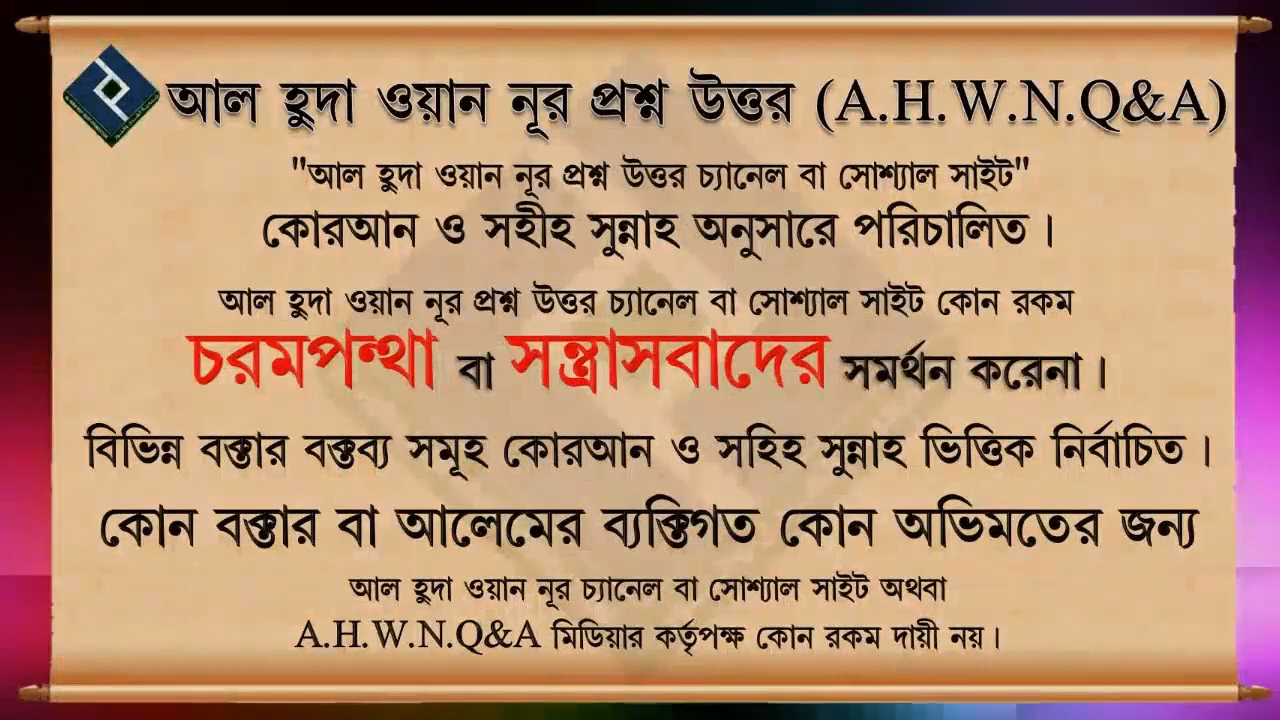 আল হুদা ওয়ান নূর প্রশ্ন উত্তর (A.H.W.N.Q&A)
"আল হুদা ওয়ান নূর প্রশ্ন উত্তর চ্যানেল বা সোশ্যাল সাইট"
কোরআন ও সহীহ সুন্নাহ অনুসারে পরিচালিত ।
আল হুদা ওয়ান নূর প্রশ্ন উত্তর চ্যানেল বা সোশ্যাল সাইট কোন রকম
চরমপন্থা বা সন্ত্রাসবাদের সমর্থন করেনা ।
বিভিন্ন বক্তার বক্তব্য সমূহ কোরআন ও সহিহ সুন্নাহ ভিত্তিক নির্বাচিত ।
কোন বক্তার বা আলেমের ব্যক্তিগত কোন অভিমতের জন্য
আল হুদা ওয়ান নূর চ্যানেল বা সোশ্যাল সাইট অথবা
A.H.W.N.Q&A মিডিয়ার কর্তৃপক্ষ কোন রকম দায়ী নয় ।